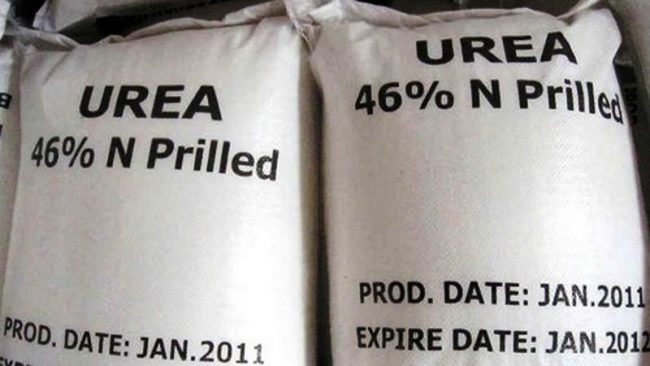 UREA
46% N Prilled
PROD. DATE: JAN.2011
UREA
46% N Prilled
PROD. DATE: JAN.2011
EXPIRE DATE: JAN.2012